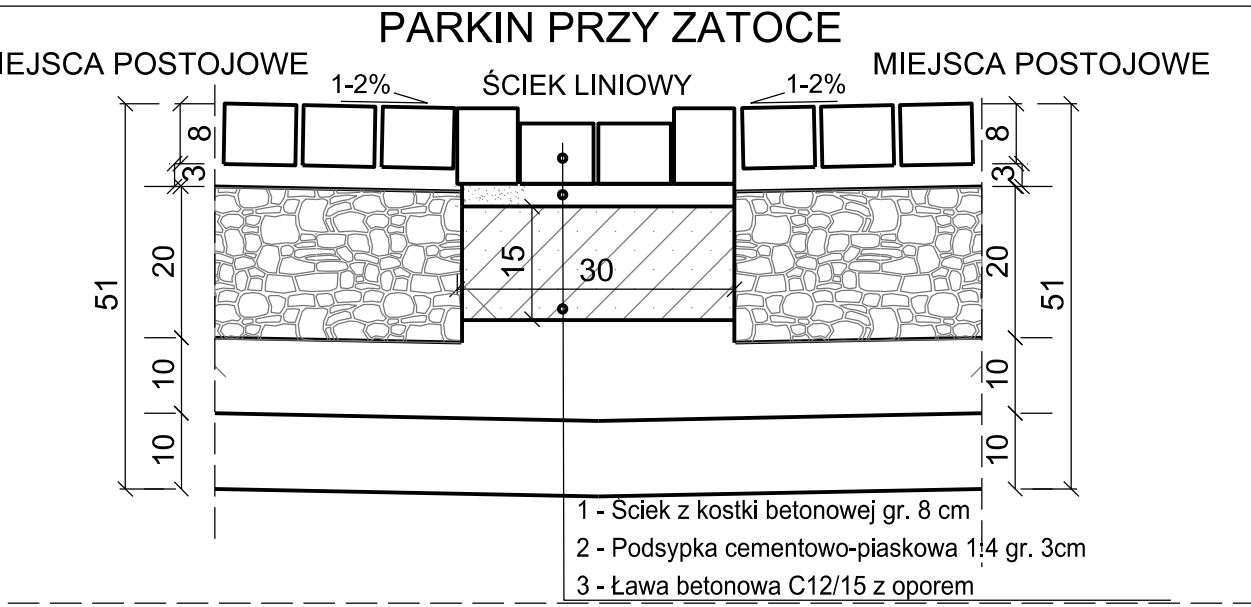 PARKIN PRZY ZATOCE
IEJSCA POSTOJOWE
MIEJSCA POSTOJOWE
1-2%
ŚCIEK LINIOWY
1-2%
8
3
20
51
10
10
15
30
8
3
20
51
10
10
1 - Ściek z kostki betonowej gr. 8 cm
2 - Podsypka cementowo-piaskowa 1:4 gr. 3cm
3 - Ława betonowa C12/15 z oporem